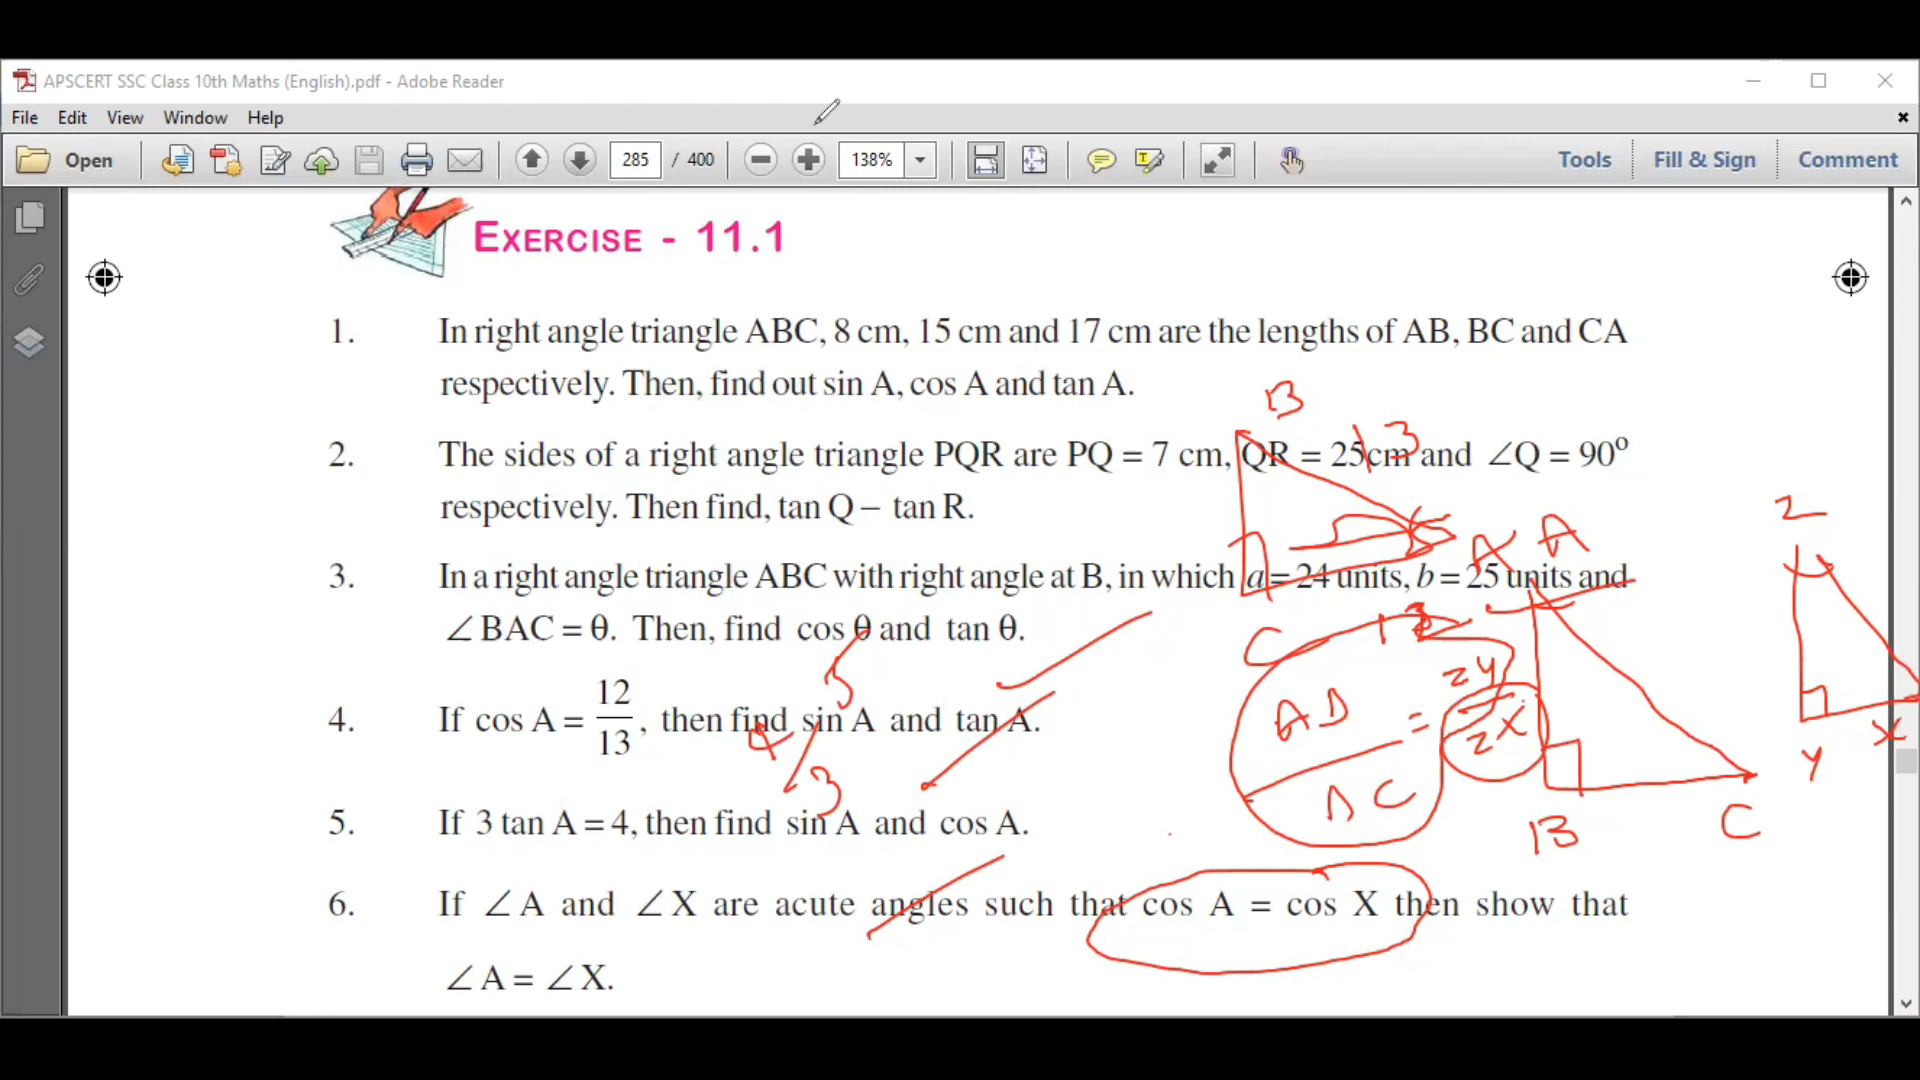 APSCERT SSC Class 10th Maths (English).pdf - Adobe Reader
File Edit View Window Help
Open 285 / 400 138% Tools Fill & Sign Comment
EXERCISE - 11.1
1. In right angle triangle ABC, 8 cm, 15 cm and 17 cm are the lengths of AB, BC and CA
respectively. Then, find out sin A, cos A and tan A.
B
2. The sides of a right angle triangle PQR are PQ = 7 cm, QR = 25cm and ∠Q = 90º
13
respectively. Then find, tan Q – tan R.
A A
3. In a right angle triangle ABC with right angle at B, in which a = 24 units, b = 25 units and
∠BAC = θ. Then, find cos θ and tan θ.
C
5
4. If cos A = 12/13, then find sin A and tan A.
4/3
=
ZX
X
Y
5. If 3 tan A = 4, then find sin A and cos A.
B C
6. If ∠A and ∠X are acute angles such that cos A = cos X then show that
∠A = ∠X.